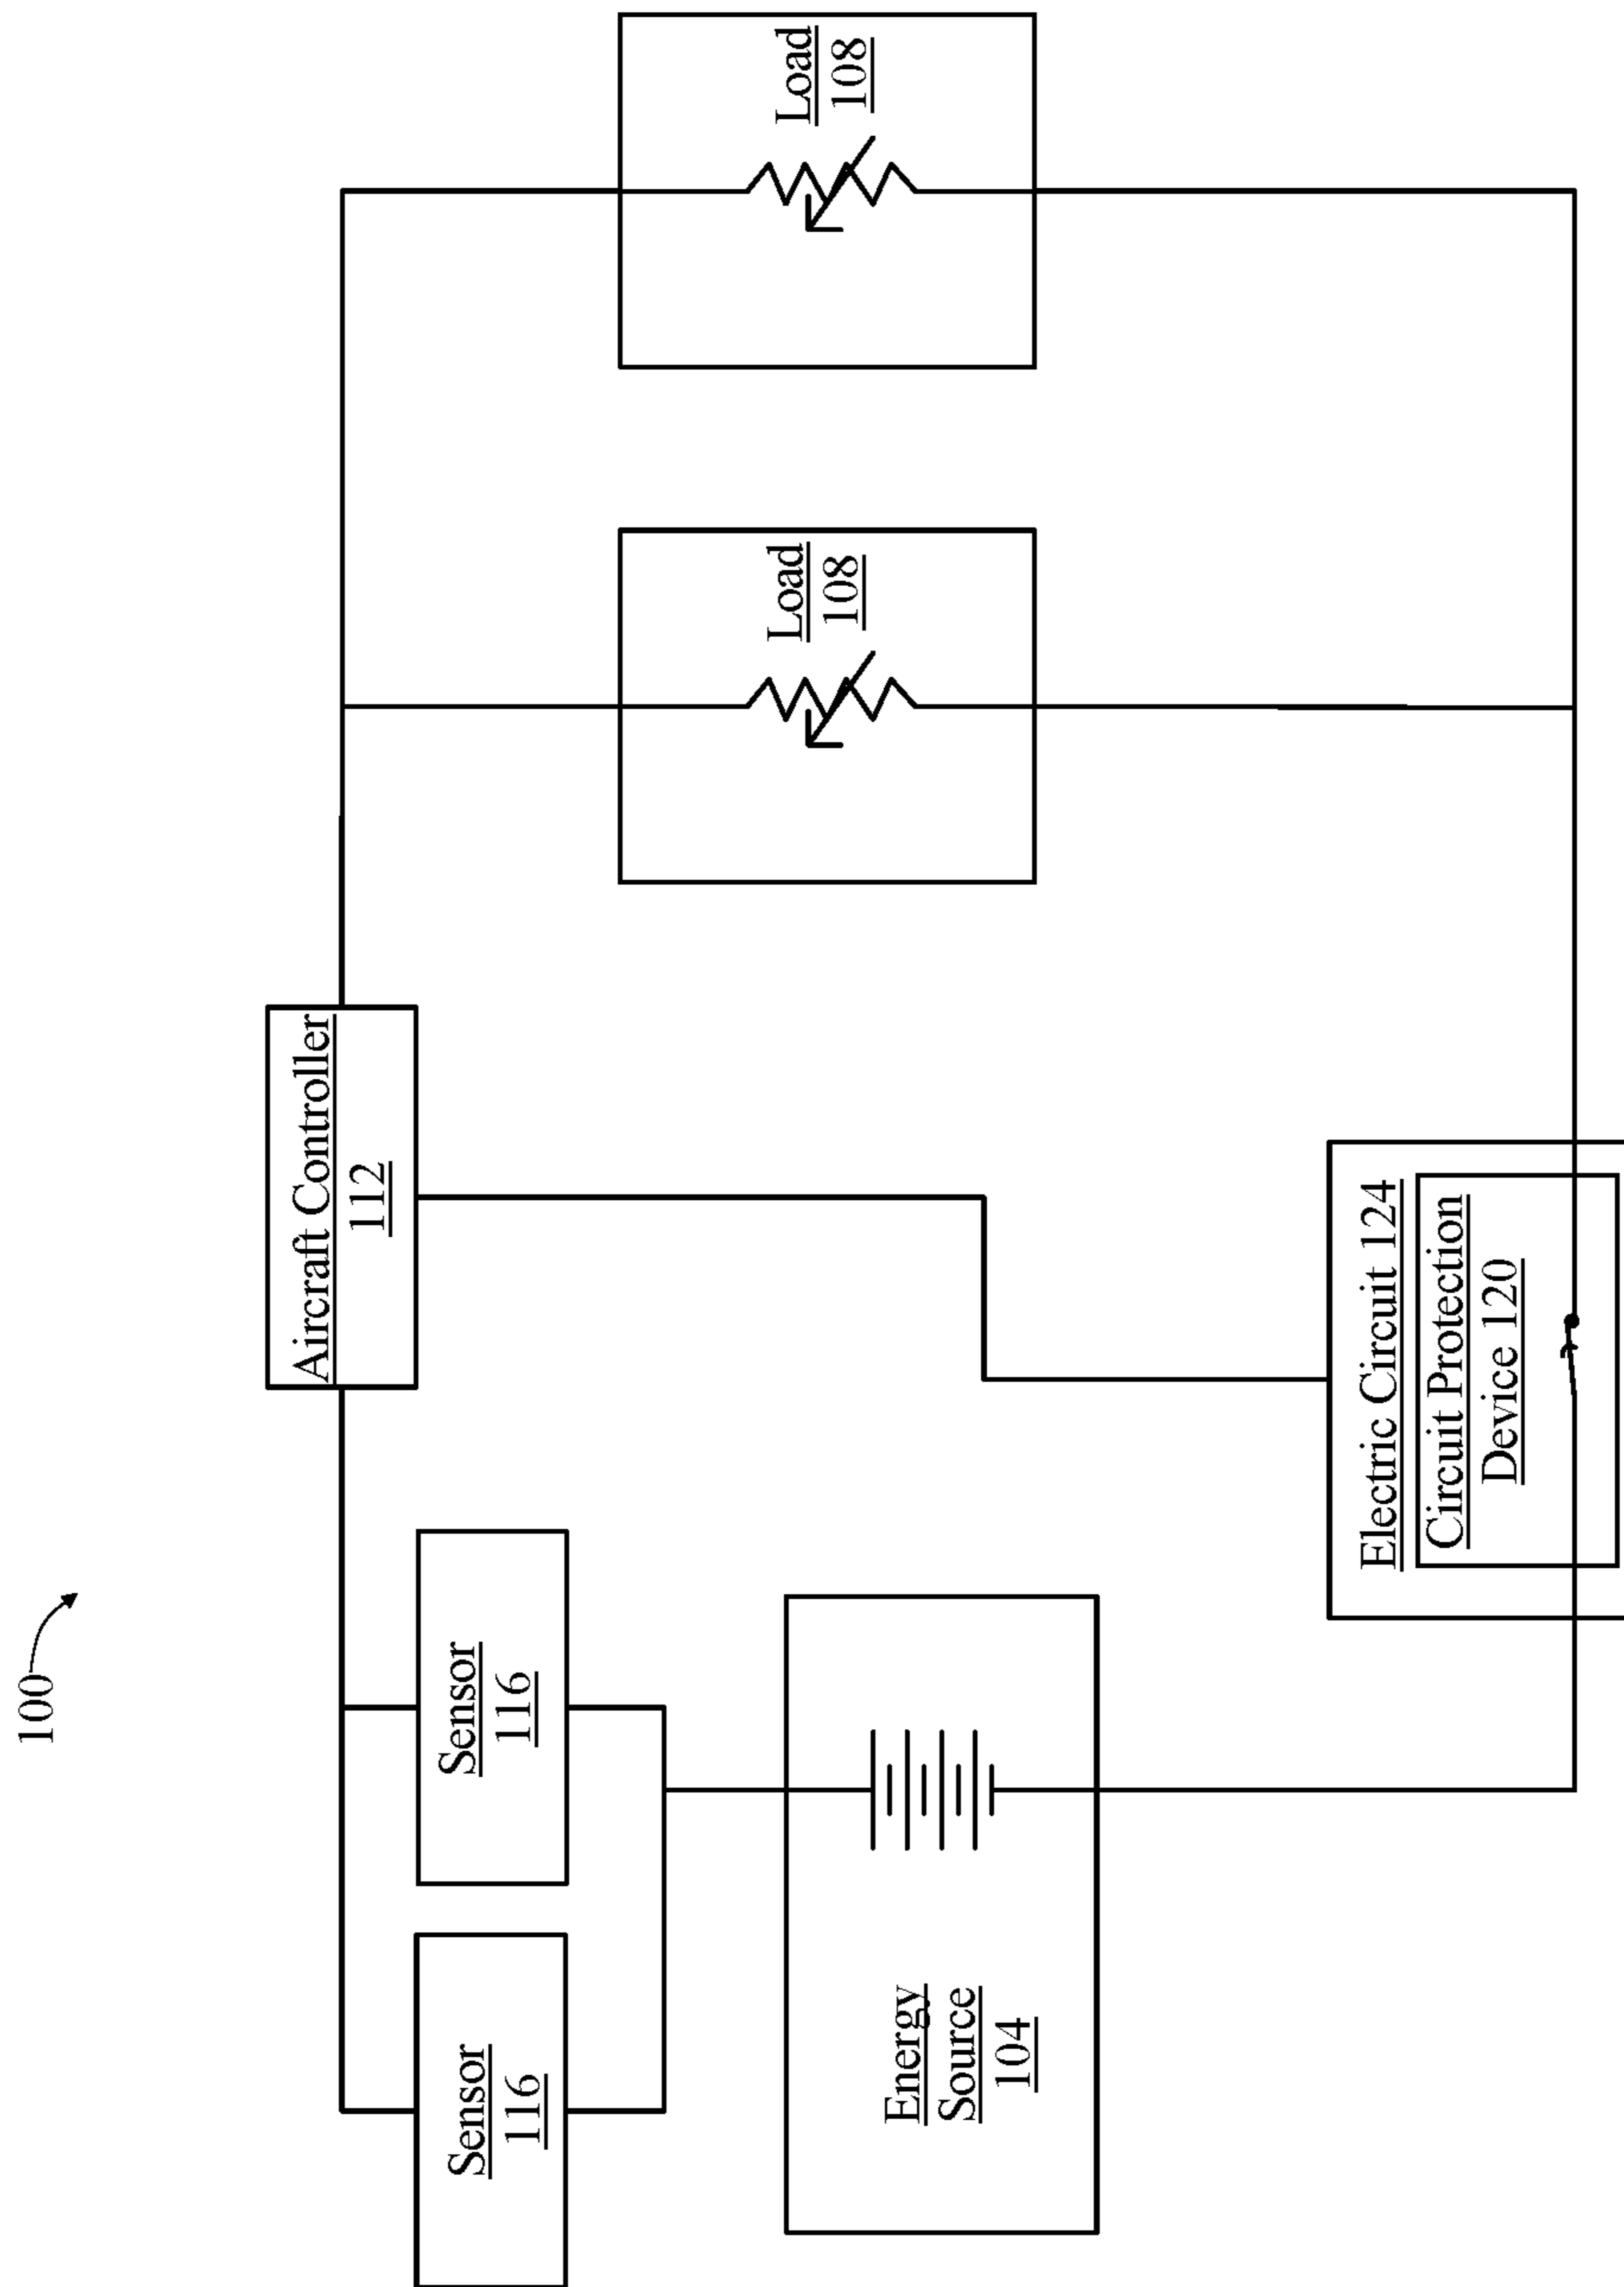 100
Sensor
116
Sensor
116
Aircraft Controller
112
Energy
Source
104
Load
108
Load
108
Electric Circuit 124
Circuit Protection
Device 120